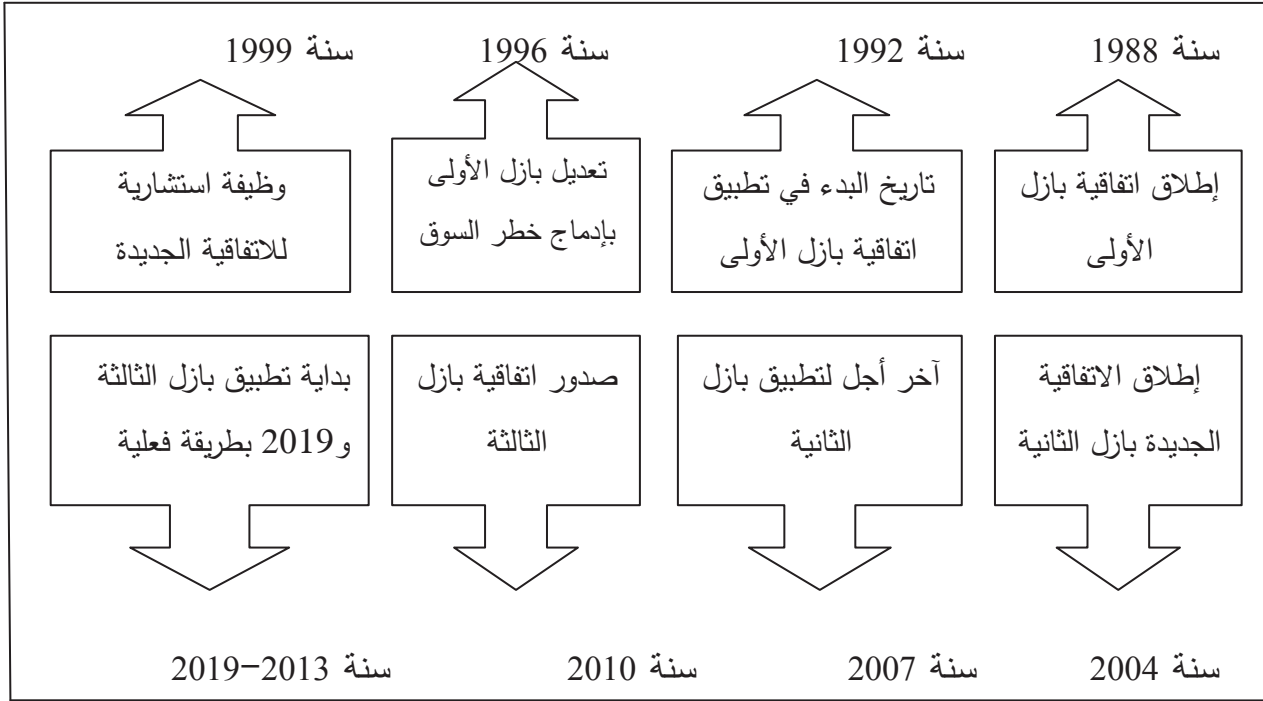 سنة 1988
سنة 1992
سنة 1996
سنة 1999
إطلاق اتفاقية بازل
الأولى
تاريخ البدء في تطبيق
اتفاقية بازل الأولى
تعديل بازل الأولى
بإدماج خطر السوق
وظيفة استشارية
للاتفاقية الجديدة
إطلاق الاتفاقية
الجديدة بازل الثانية
آخر أجل لتطبيق بازل
الثانية
صدور اتفاقية بازل
الثالثة
بداية تطبيق بازل الثالثة
و2019 بطريقة فعلية
سنة 2004
سنة 2007
سنة 2010
سنة 2013-2019